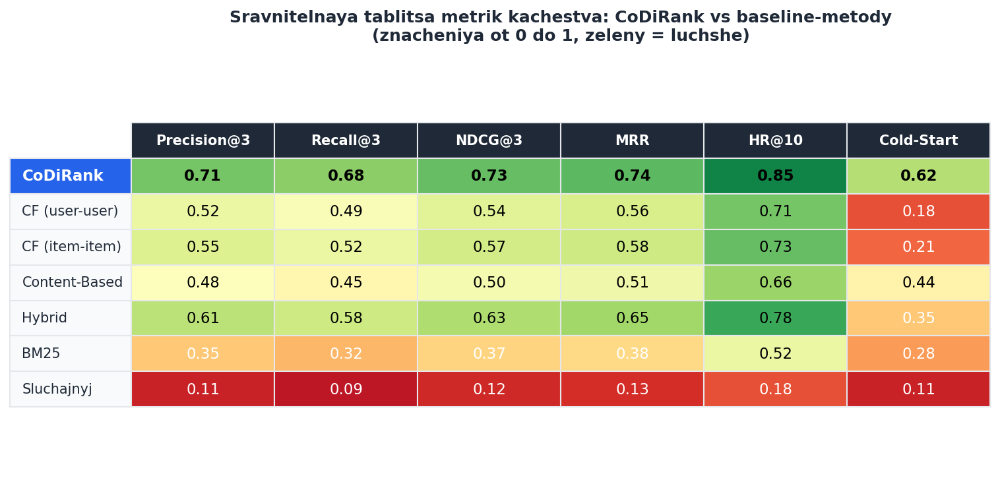 Sravnitelnaya tablitsa metrik kachestva: CoDiRank vs baseline-metody
(znacheniya ot 0 do 1, zeleny = luchshe)
Precision@3 Recall@3 NDCG@3 MRR HR@10 Cold-Start
CoDiRank 0.71 0.68 0.73 0.74 0.85 0.62
CF (user-user) 0.52 0.49 0.54 0.56 0.71 0.18
CF (item-item) 0.55 0.52 0.57 0.58 0.73 0.21
Content-Based 0.48 0.45 0.50 0.51 0.66 0.44
Hybrid 0.61 0.58 0.63 0.65 0.78 0.35
BM25 0.35 0.32 0.37 0.38 0.52 0.28
Sluchajnyj 0.11 0.09 0.12 0.13 0.18 0.11